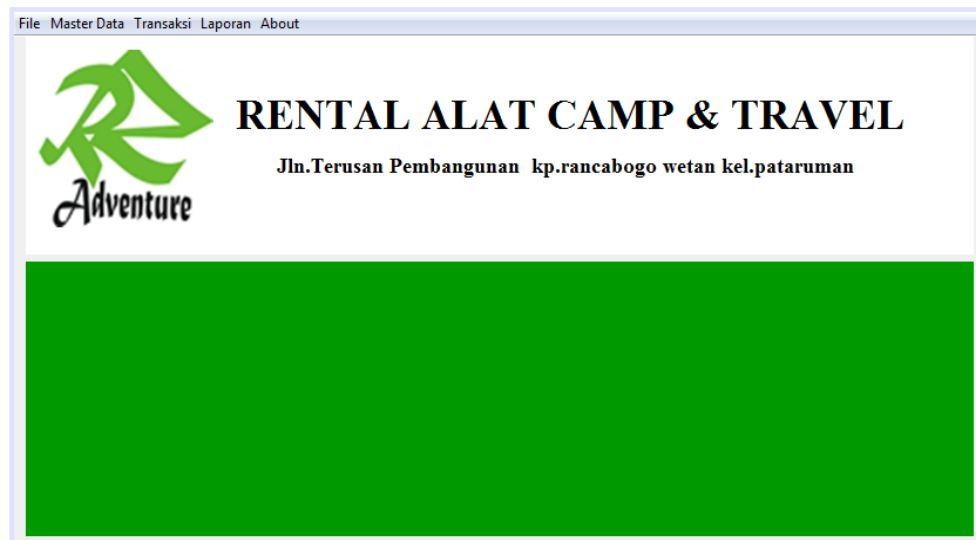 File Master Data Transaksi Laporan About
RENTAL ALAT CAMP & TRAVEL
Jln.Terusan Pembangunan kp.rancabogo wetan kel.pataruman
Adventure